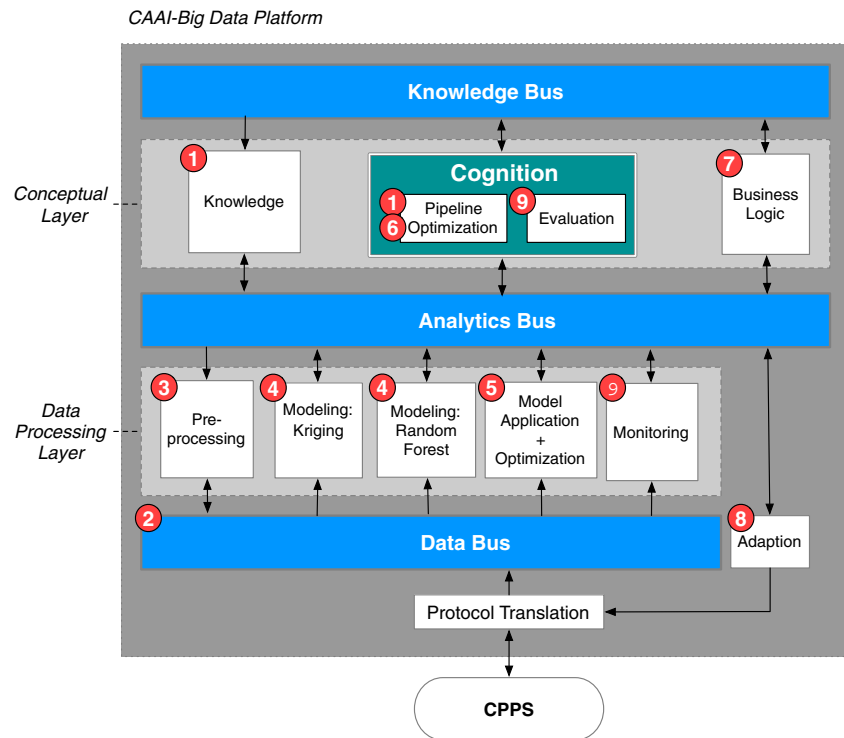 CAAI-Big Data Platform
Knowledge Bus
Conceptual
Layer
1
Knowledge
Cognition
1
6
Pipeline
Optimization
9
Evaluation
7
Business
Logic
Analytics Bus
Data
Processing
Layer
3
Pre-
processing
4
Modeling:
Kriging
4
Modeling:
Random
Forest
5
Model
Application
+
Optimization
9
Monitoring
2
Data Bus
8
Adaption
Protocol Translation
CPPS